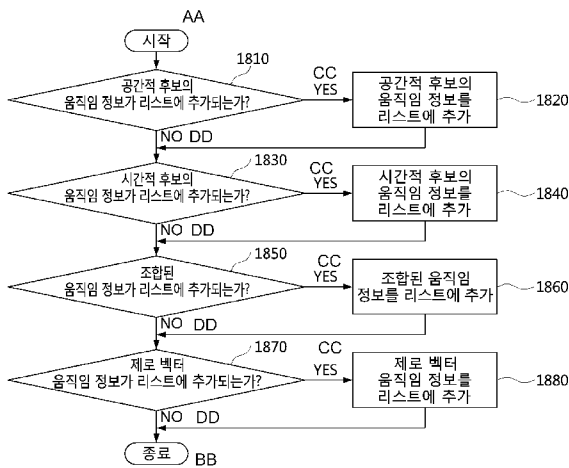 AA
시작
1810
공간적 후보의
움직임 정보가 리스트에 추가되는가?
CC
YES
공간적 후보의
움직임 정보를
리스트에 추가
1820
NO DD
1830
시간적 후보의
움직임 정보가 리스트에 추가되는가?
CC
YES
시간적 후보의
움직임 정보를
리스트에 추가
1840
NO DD
1850
조합된
움직임 정보가 리스트에 추가되는가?
CC
YES
조합된 움직임
정보를 리스트에 추가
1860
NO DD
1870
제로 벡터
움직임 정보가 리스트에 추가되는가?
CC
YES
제로 벡터
움직임 정보를
리스트에 추가
1880
NO DD
종료
BB